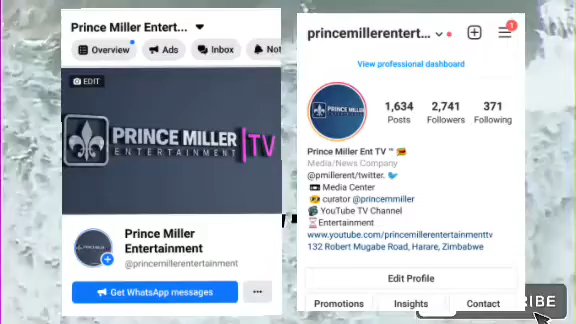 Prince Miller Entert...
Overview
Ads
Inbox
Not
EDIT
PRINCE MILLER TV
ENTERTAINMENT
Prince Miller
Entertainment
@princemillerentertainment
Get WhatsApp messages
princemillerentert...
1
View professional dashboard
PRINCE MILLER
1,634
2,741
371
Posts
Followers
Following
Prince Miller Ent TV ™
Media/News Company
@pmillerent/twitter.
Media Center
curator @princemmiller
YouTube TV Channel
Entertainment
www.youtube.com/princemillerentertainmenttv
132 Robert Mugabe Road, Harare, Zimbabwe
Edit Profile
Promotions
Insights
Contact
IBE